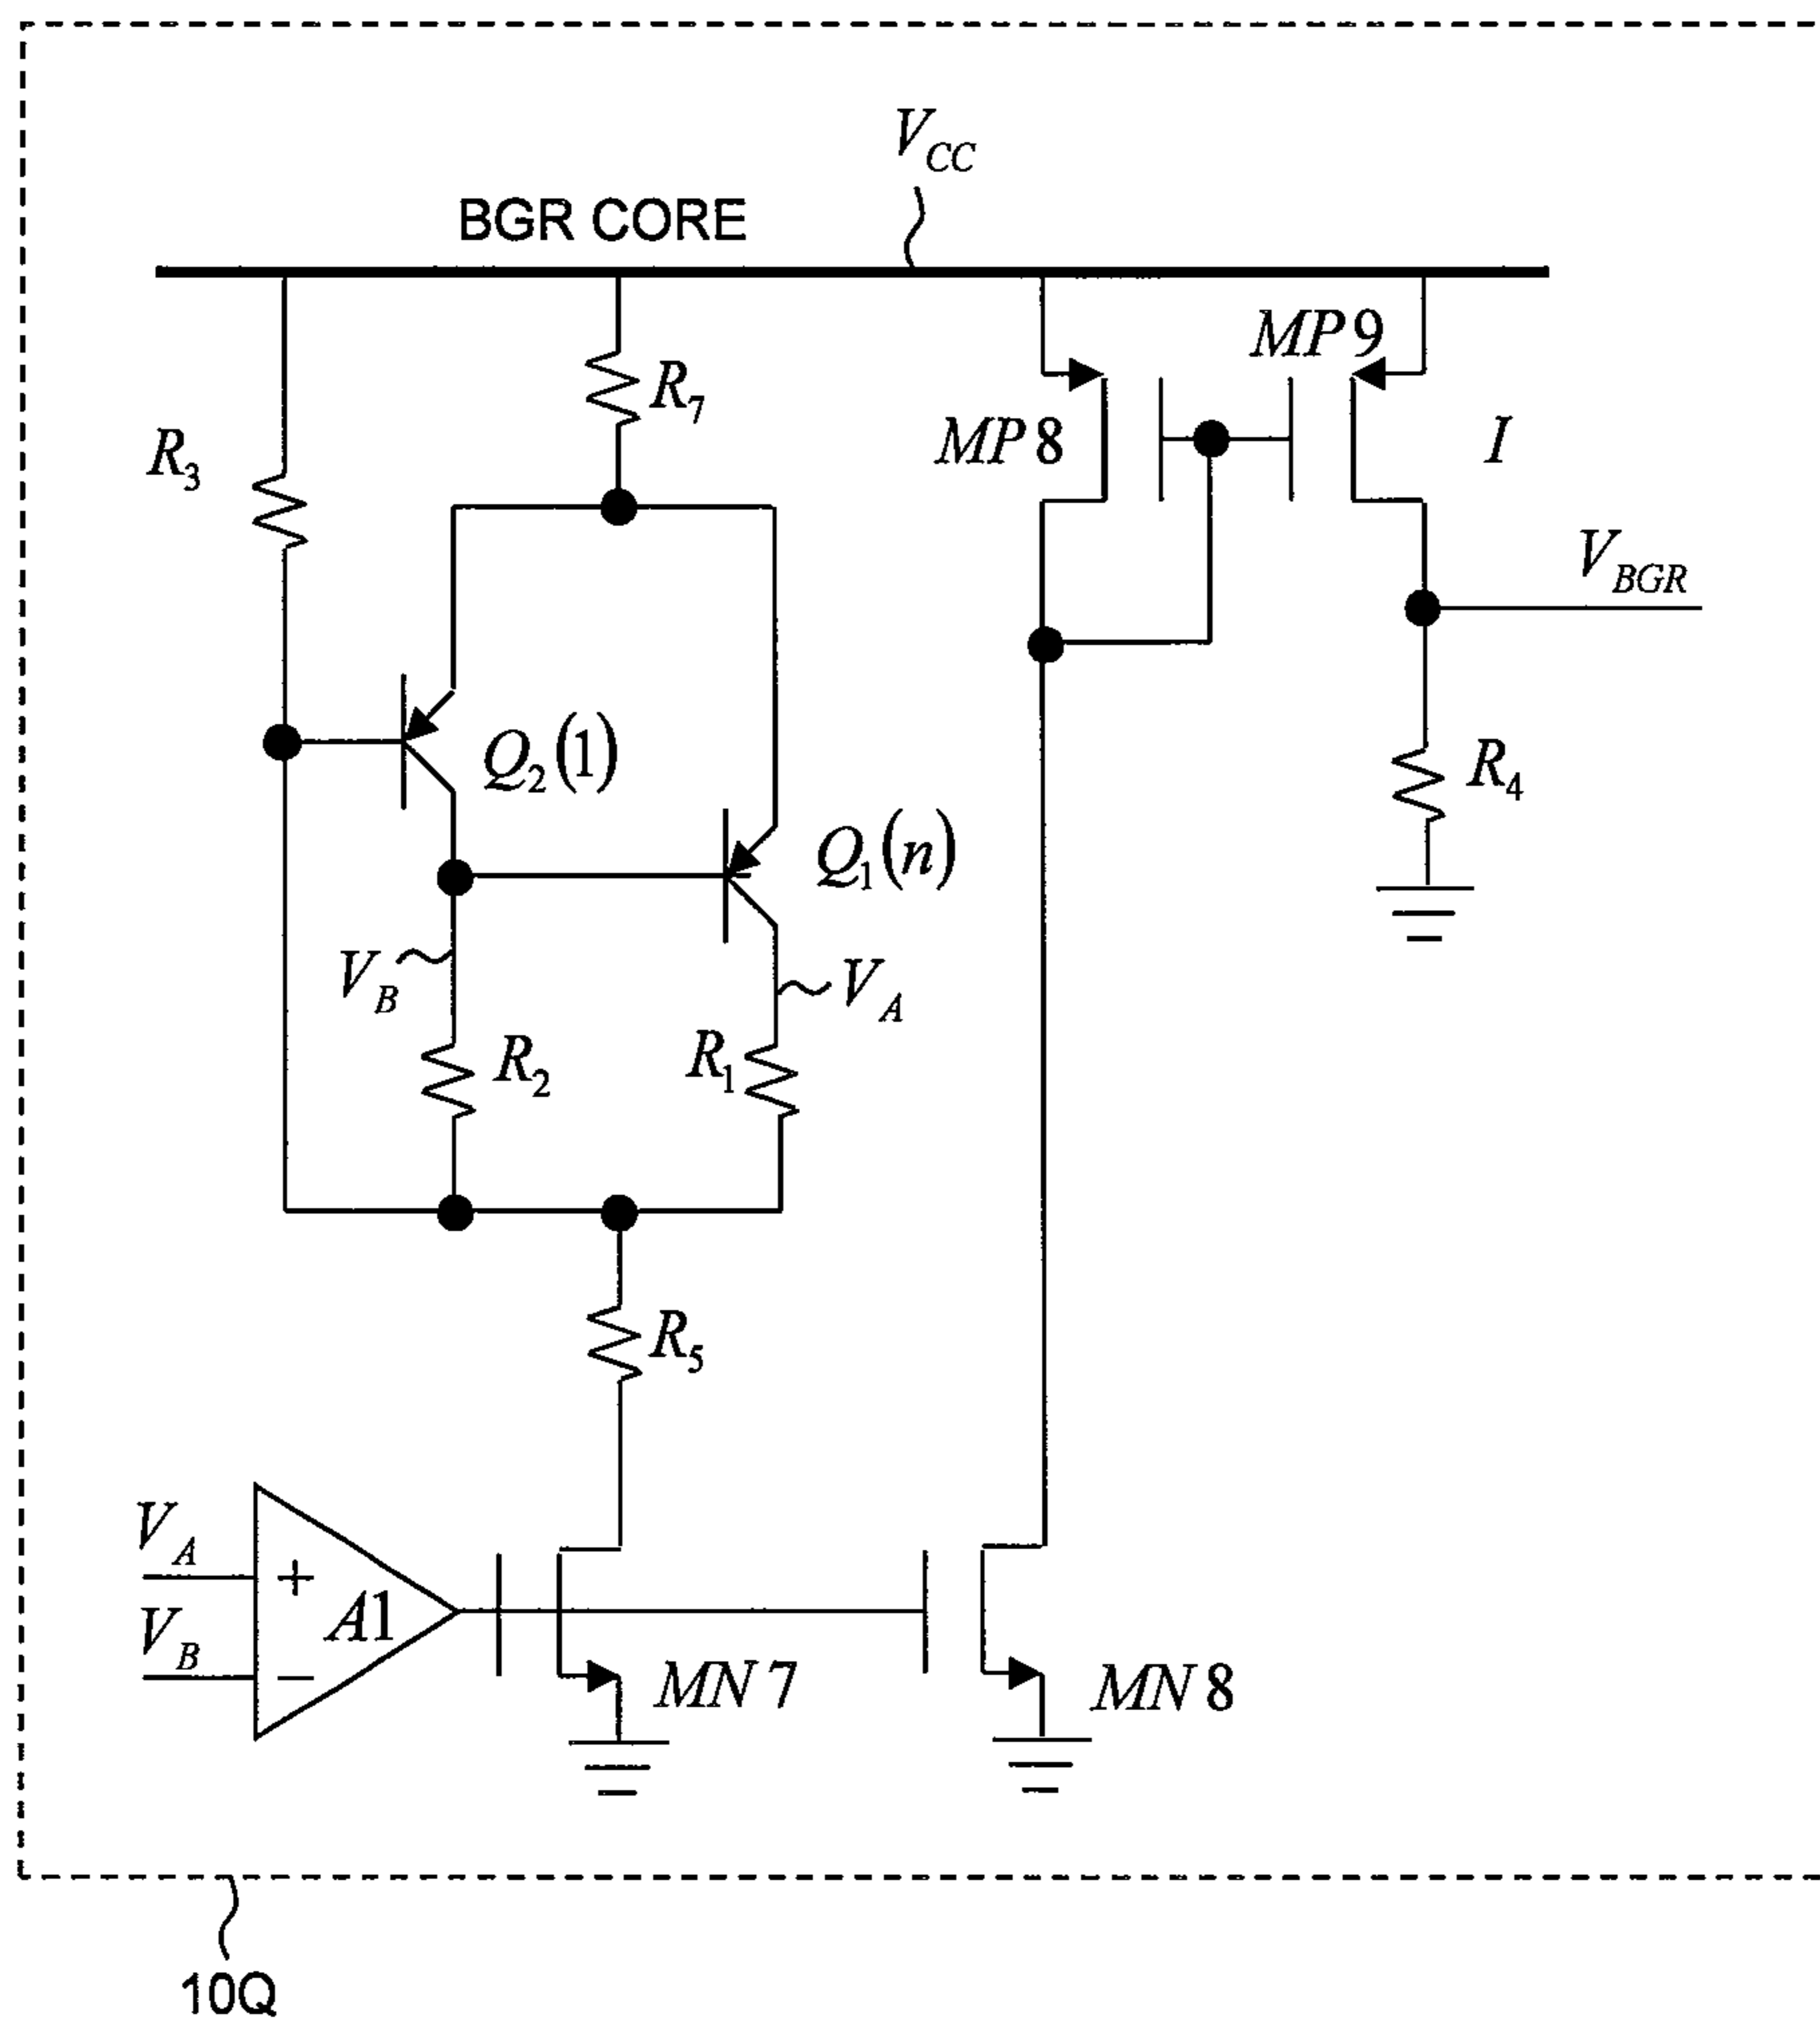 V_CC
BGR CORE
MP9
R_7
MP8
I
R_3
V_BGR
Q_2(1)
R_4
Q_1(n)
V_B
V_A
R_2
R_1
R_5
V_A
+
A1
V_B
−
MN7
MN8
10Q